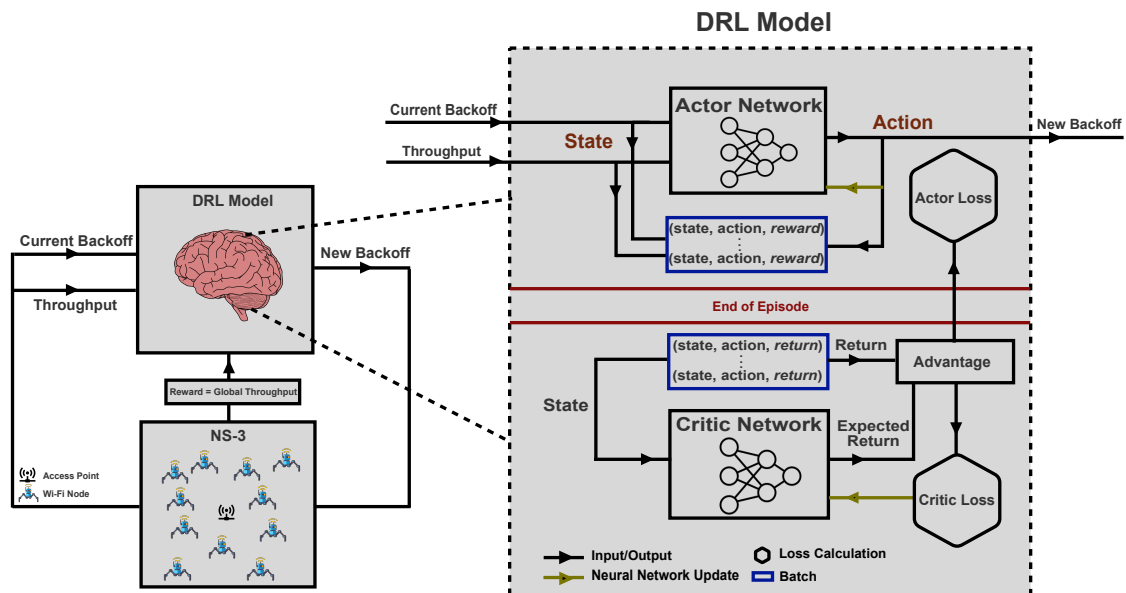 DRL Model
Current Backoff
Throughput
State
Actor Network
Action
New Backoff
Actor Loss
(state, action, reward)
(state, action, reward)
End of Episode
(state, action, return)
(state, action, return)
Return
Advantage
State
Critic Network
Expected
Return
Critic Loss
Input/Output
Neural Network Update
Loss Calculation
Batch
DRL Model
Current Backoff
Throughput
New Backoff
Reward = Global Throughput
NS-3
Access Point
Wi-Fi Node